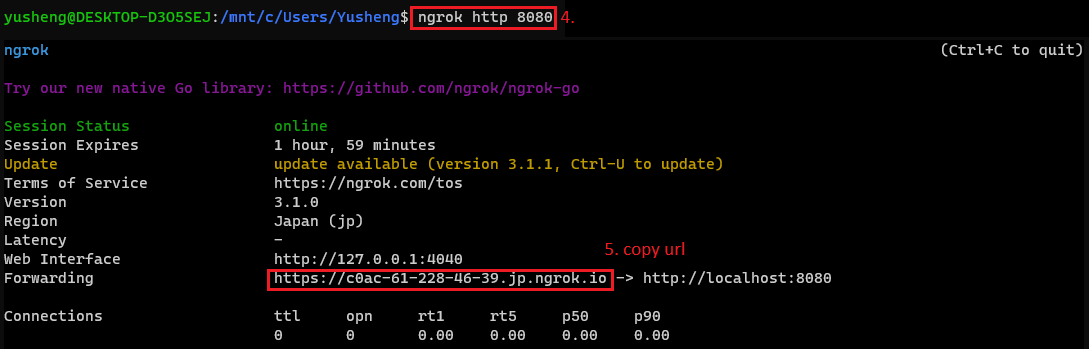 yusheng@DESKTOP-D3O5SEJ:/mnt/c/Users/Yusheng$ ngrok http 8080 4.
ngrok (Ctrl+C to quit)
Try our new native Go library: https://github.com/ngrok/ngrok-go
Session Status online
Session Expires 1 hour, 59 minutes
Update update available (version 3.1.1, Ctrl-U to update)
Terms of Service https://ngrok.com/tos
Version 3.1.0
Region Japan (jp)
Latency -
5. copy url
Web Interface http://127.0.0.1:4040
Forwarding https://c0ac-61-228-46-39.jp.ngrok.io -> http://localhost:8080
Connections ttl opn rt1 rt5 p50 p90
0 0 0.00 0.00 0.00 0.00